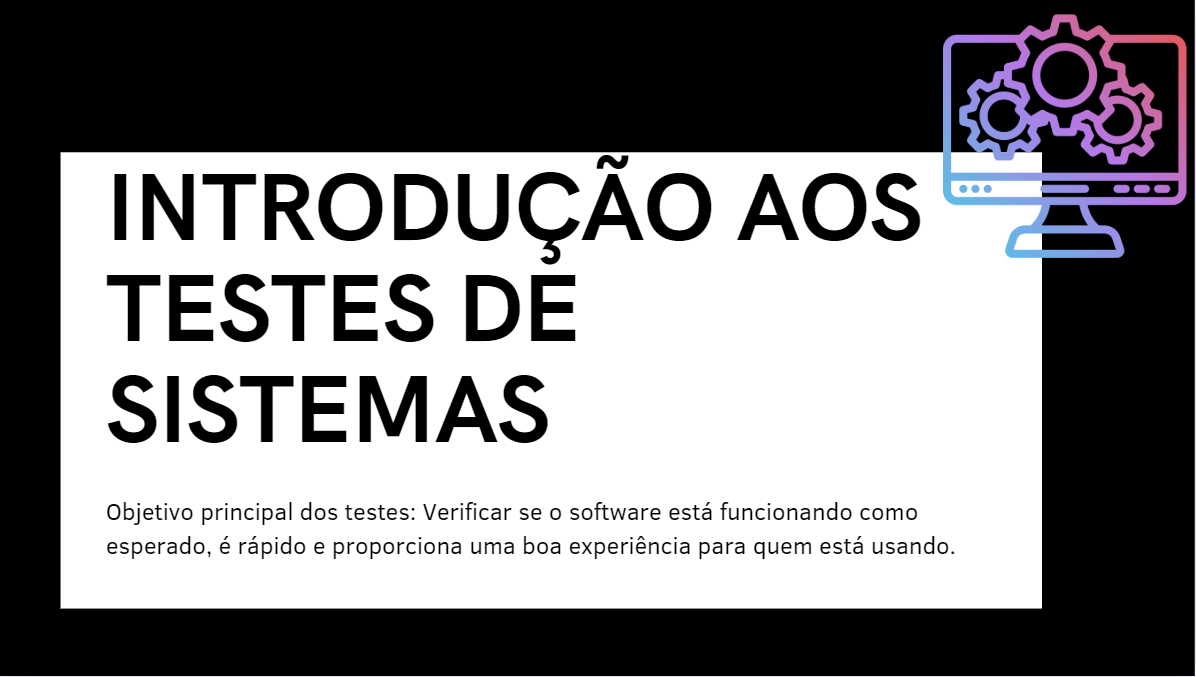 INTRODUÇÃO AOS
TESTES DE
SISTEMAS
Objetivo principal dos testes: Verificar se o software está funcionando como
esperado, é rápido e proporciona uma boa experiência para quem está usando.